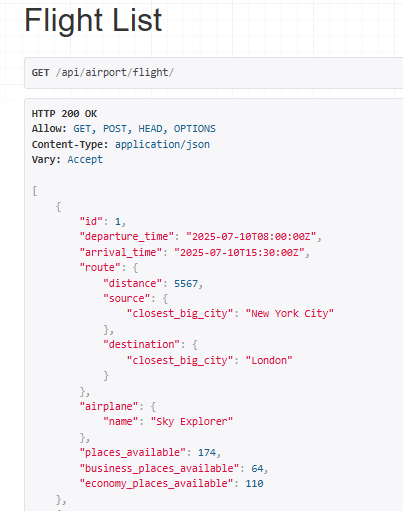 Flight List
GET /api/airport/flight/
HTTP 200 OK
Allow: GET, POST, HEAD, OPTIONS
Content-Type: application/json
Vary: Accept
[
    {
        "id": 1,
        "departure_time": "2025-07-10T08:00:00Z",
        "arrival_time": "2025-07-10T15:30:00Z",
        "route": {
            "distance": 5567,
            "source": {
                "closest_big_city": "New York City"
            },
            "destination": {
                "closest_big_city": "London"
            }
        },
        "airplane": {
            "name": "Sky Explorer"
        },
        "places_available": 174,
        "business_places_available": 64,
        "economy_places_available": 110
    },